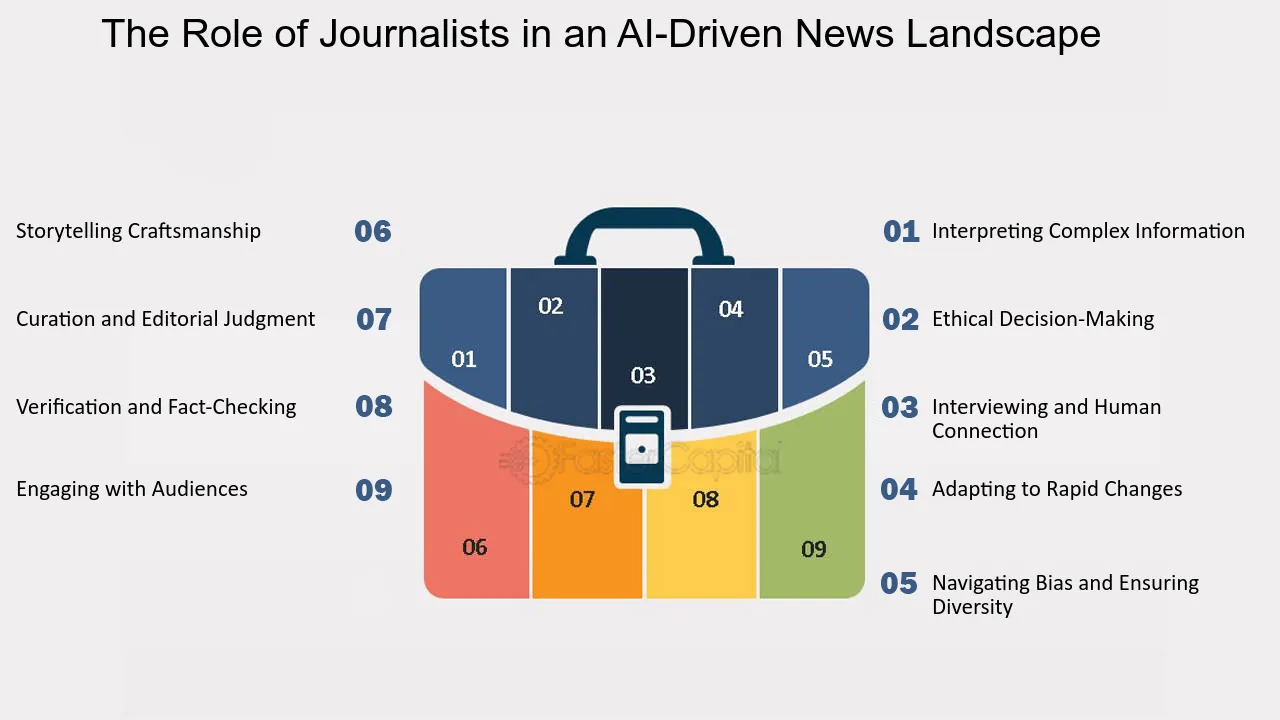 The Role of Journalists in an AI-Driven News Landscape
Storytelling Craftsmanship 06
Curation and Editorial Judgment 07
Verification and Fact-Checking 08
Engaging with Audiences 09
01
02
03
04
05
06
07
08
09
FasterCapital
01 Interpreting Complex Information
02 Ethical Decision-Making
03 Interviewing and Human
Connection
04 Adapting to Rapid Changes
05 Navigating Bias and Ensuring
Diversity